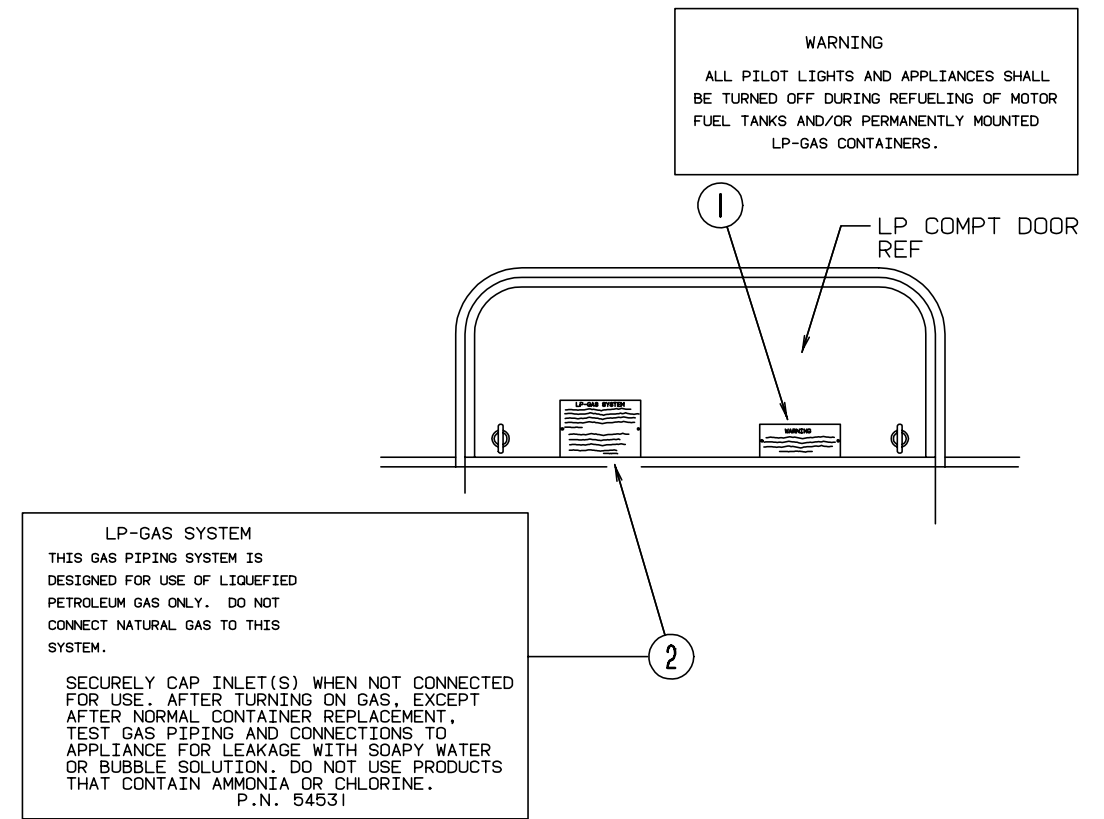 WARNING
ALL PILOT LIGHTS AND APPLIANCES SHALL
BE TURNED OFF DURING REFUELING OF MOTOR
FUEL TANKS AND/OR PERMANENTLY MOUNTED
LP-GAS CONTAINERS.
1
LP COMPT DOOR
REF
LP-GAS SYSTEM
WARNING
LP-GAS SYSTEM
THIS GAS PIPING SYSTEM IS
DESIGNED FOR USE OF LIQUEFIED
PETROLEUM GAS ONLY. DO NOT
CONNECT NATURAL GAS TO THIS
SYSTEM.
2
SECURELY CAP INLET(S) WHEN NOT CONNECTED
FOR USE. AFTER TURNING ON GAS, EXCEPT
AFTER NORMAL CONTAINER REPLACEMENT,
TEST GAS PIPING AND CONNECTIONS TO
APPLIANCE FOR LEAKAGE WITH SOAPY WATER
OR BUBBLE SOLUTION. DO NOT USE PRODUCTS
THAT CONTAIN AMMONIA OR CHLORINE.
P.N. 54531